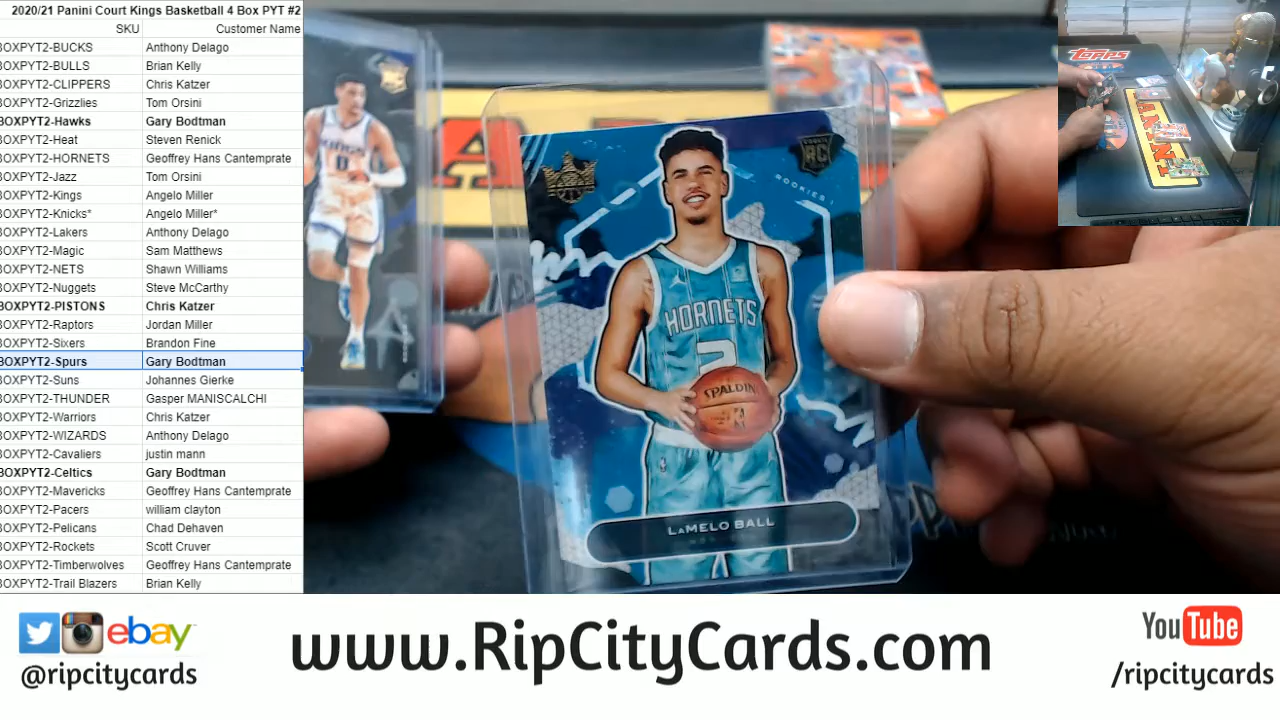 2020/21 Panini Court Kings Basketball 4 Box PYT #2
SKU Customer Name
BOXPYT2-BUCKS Anthony Delago
BOXPYT2-BULLS Brian Kelly
BOXPYT2-CLIPPERS Chris Katzer
BOXPYT2-Grizzlies Tom Orsini
BOXPYT2-Hawks Gary Bodtman
BOXPYT2-Heat Steven Renick
BOXPYT2-HORNETS Geoffrey Hans Cantemprate
BOXPYT2-Jazz Tom Orsini
BOXPYT2-Kings Angelo Miller
BOXPYT2-Knicks* Angelo Miller*
BOXPYT2-Lakers Anthony Delago
BOXPYT2-Magic Sam Matthews
BOXPYT2-NETS Shawn Williams
BOXPYT2-Nuggets Steve McCarthy
BOXPYT2-PISTONS Chris Katzer
BOXPYT2-Raptors Jordan Miller
BOXPYT2-Sixers Brandon Fine
BOXPYT2-Spurs Gary Bodtman
BOXPYT2-Suns Johannes Gierke
BOXPYT2-THUNDER Gasper MANISCALCHI
BOXPYT2-Warriors Chris Katzer
BOXPYT2-WIZARDS Anthony Delago
BOXPYT2-Cavaliers justin mann
BOXPYT2-Celtics Gary Bodtman
BOXPYT2-Mavericks Geoffrey Hans Cantemprate
BOXPYT2-Pacers william clayton
BOXPYT2-Pelicans Chad Dehaven
BOXPYT2-Rockets Scott Cruver
BOXPYT2-Timberwolves Geoffrey Hans Cantemprate
BOXPYT2-Trail Blazers Brian Kelly
RC
ROOKIES I
HORNETS
2
SPALDING
LAMELO BALL
TOPPS
PANINI
ebay
@ripcitycards
www.RipCityCards.com
YouTube
/ripcitycards